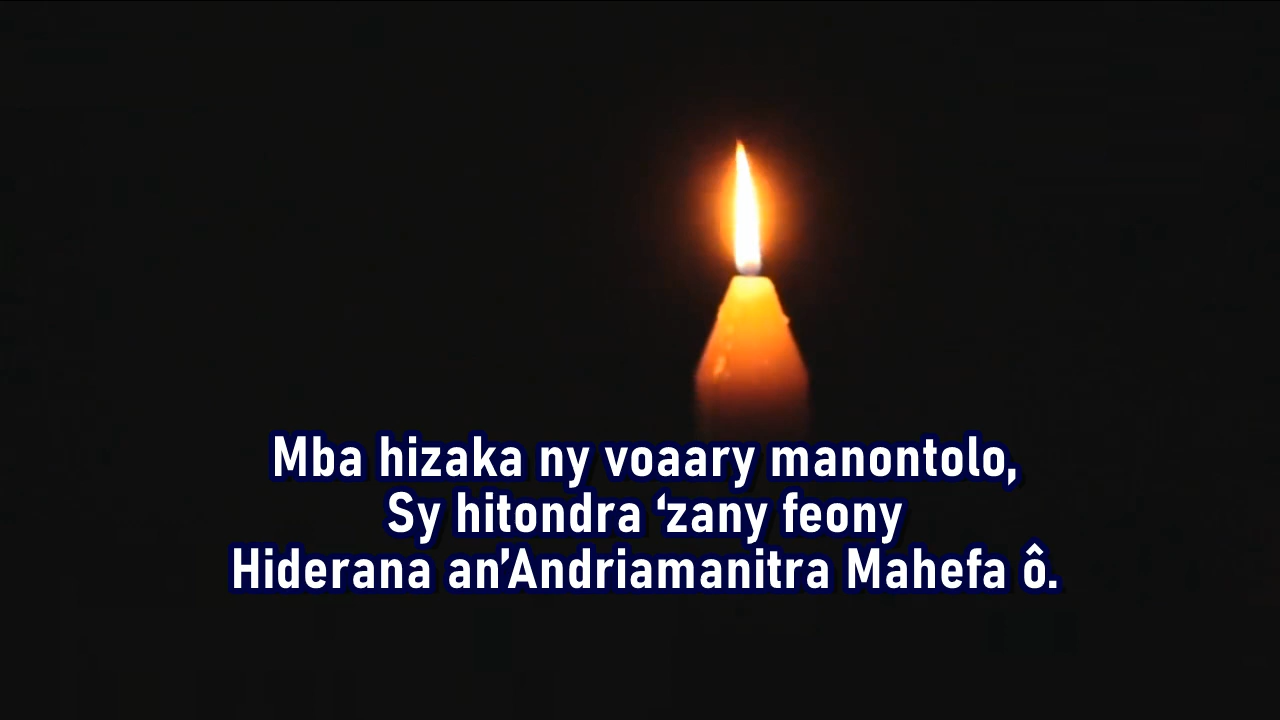 Mba hizaka ny voaary manontolo,
Sy hitondra ‘zany feony
Hiderana an’Andriamanitra Mahefa ô.